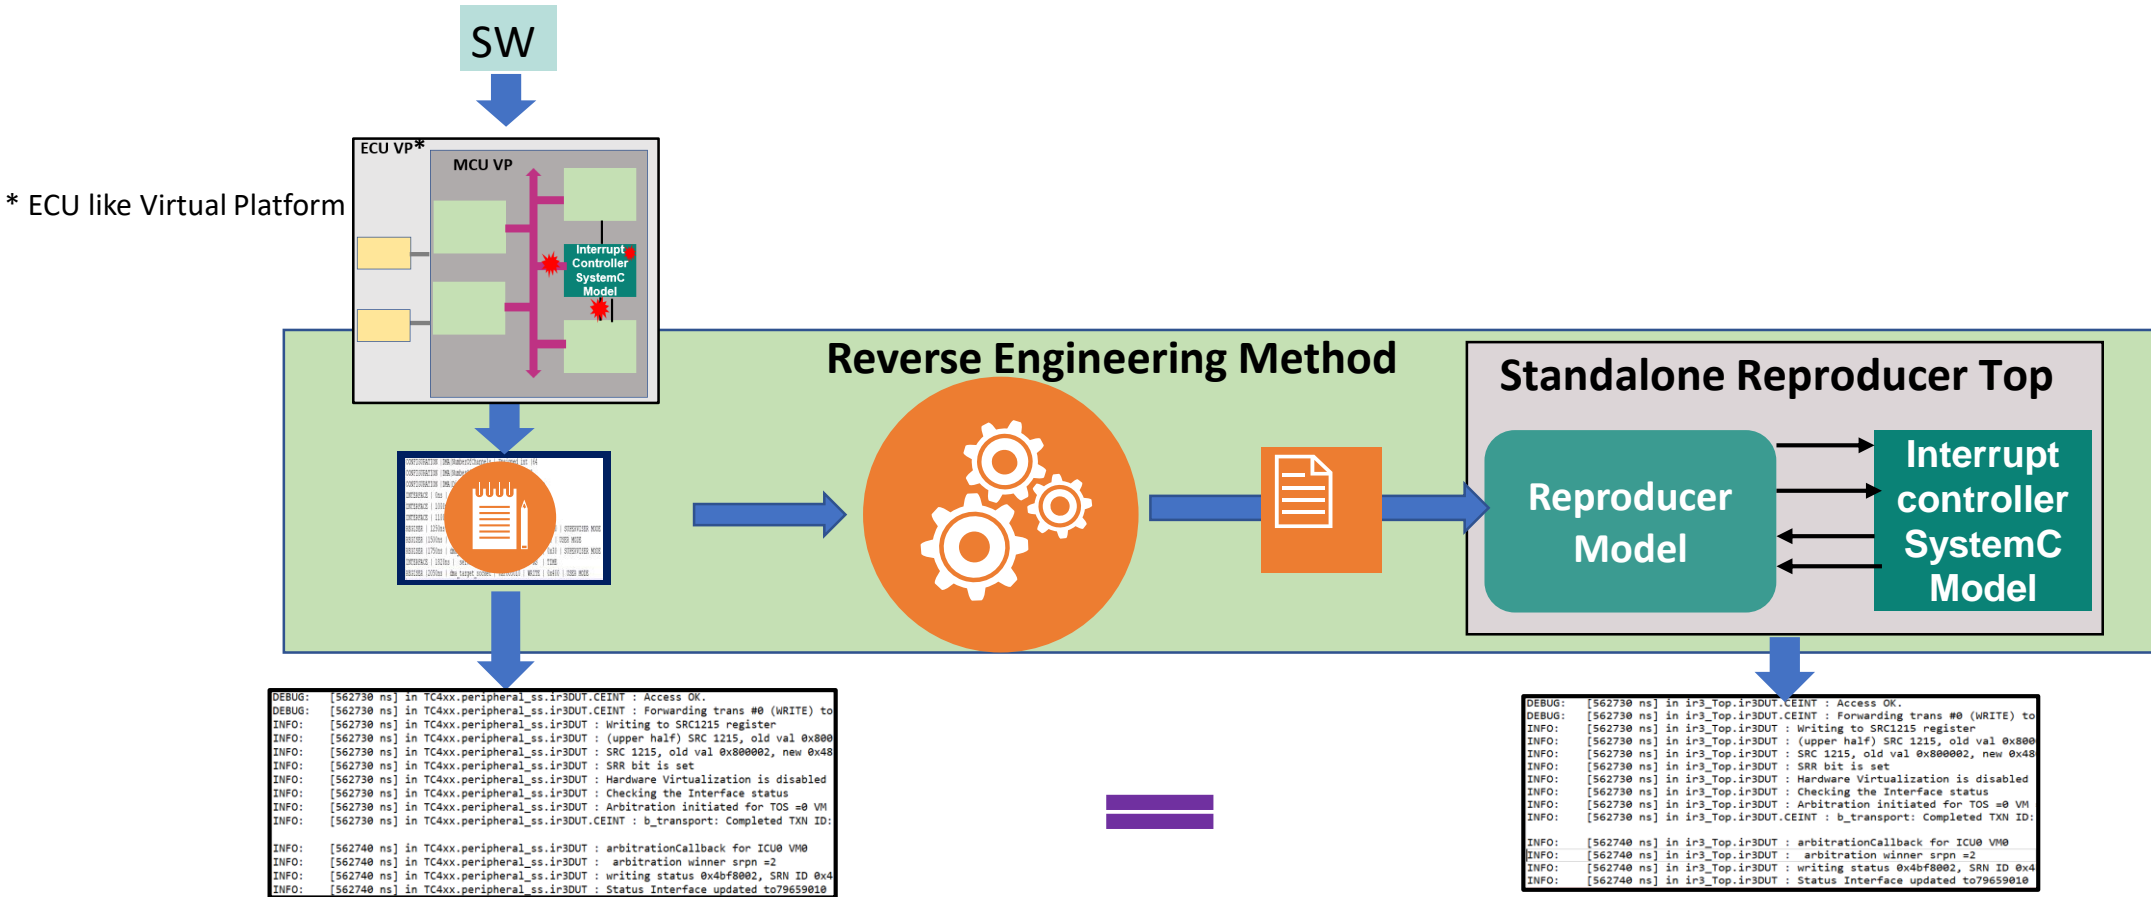 SW
ECU VP*
MCU VP
* ECU like Virtual Platform
Interrupt
Controller
SystemC
Model
Reverse Engineering Method
Standalone Reproducer Top
CONFIGURATION
CONFIGURATION
CONFIGURATION
INTERFACE | 0ns |
INTERFACE
INTERFACE
| SUPERVISER MODE
| USER MODE
| SUPERVISER MODE
| TIME
| WRITE | 0x400 | USER MODE
Reproducer
Model
Interrupt
controller
SystemC
Model
DEBUG: [562730 ns] in TC4xx.peripheral_ss.ir3DUT.CEINT : Access OK.
DEBUG: [562730 ns] in TC4xx.peripheral_ss.ir3DUT.CEINT : Forwarding trans #0 (WRITE) to
INFO: [562730 ns] in TC4xx.peripheral_ss.ir3DUT : Writing to SRC1215 register
INFO: [562730 ns] in TC4xx.peripheral_ss.ir3DUT : (upper half) SRC 1215, old val 0x800
INFO: [562730 ns] in TC4xx.peripheral_ss.ir3DUT : SRC 1215, old val 0x800002, new 0x48
INFO: [562730 ns] in TC4xx.peripheral_ss.ir3DUT : SRR bit is set
INFO: [562730 ns] in TC4xx.peripheral_ss.ir3DUT : Hardware Virtualization is disabled
INFO: [562730 ns] in TC4xx.peripheral_ss.ir3DUT : Checking the Interface status
INFO: [562730 ns] in TC4xx.peripheral_ss.ir3DUT : Arbitration initiated for TOS =0 VM
INFO: [562730 ns] in TC4xx.peripheral_ss.ir3DUT.CEINT : b_transport: Completed TXN ID:
INFO: [562740 ns] in TC4xx.peripheral_ss.ir3DUT : arbitrationCallback for ICU0 VM0
INFO: [562740 ns] in TC4xx.peripheral_ss.ir3DUT : arbitration winner srpn =2
INFO: [562740 ns] in TC4xx.peripheral_ss.ir3DUT : writing status 0x4bf8002, SRN ID 0x4
INFO: [562740 ns] in TC4xx.peripheral_ss.ir3DUT : Status Interface updated to79659010
DEBUG: [562730 ns] in ir3_Top.ir3DUT.CEINT : Access OK.
DEBUG: [562730 ns] in ir3_Top.ir3DUT.CEINT : Forwarding trans #0 (WRITE) to
INFO: [562730 ns] in ir3_Top.ir3DUT : Writing to SRC1215 register
INFO: [562730 ns] in ir3_Top.ir3DUT : (upper half) SRC 1215, old val 0x800
INFO: [562730 ns] in ir3_Top.ir3DUT : SRC 1215, old val 0x800002, new 0x48
INFO: [562730 ns] in ir3_Top.ir3DUT : SRR bit is set
INFO: [562730 ns] in ir3_Top.ir3DUT : Hardware Virtualization is disabled
INFO: [562730 ns] in ir3_Top.ir3DUT : Checking the Interface status
INFO: [562730 ns] in ir3_Top.ir3DUT : Arbitration initiated for TOS =0 VM
INFO: [562730 ns] in ir3_Top.ir3DUT.CEINT : b_transport: Completed TXN ID:
INFO: [562740 ns] in ir3_Top.ir3DUT : arbitrationCallback for ICU0 VM0
INFO: [562740 ns] in ir3_Top.ir3DUT : arbitration winner srpn =2
INFO: [562740 ns] in ir3_Top.ir3DUT : writing status 0x4bf8002, SRN ID 0x4
INFO: [562740 ns] in ir3_Top.ir3DUT : Status Interface updated to79659010